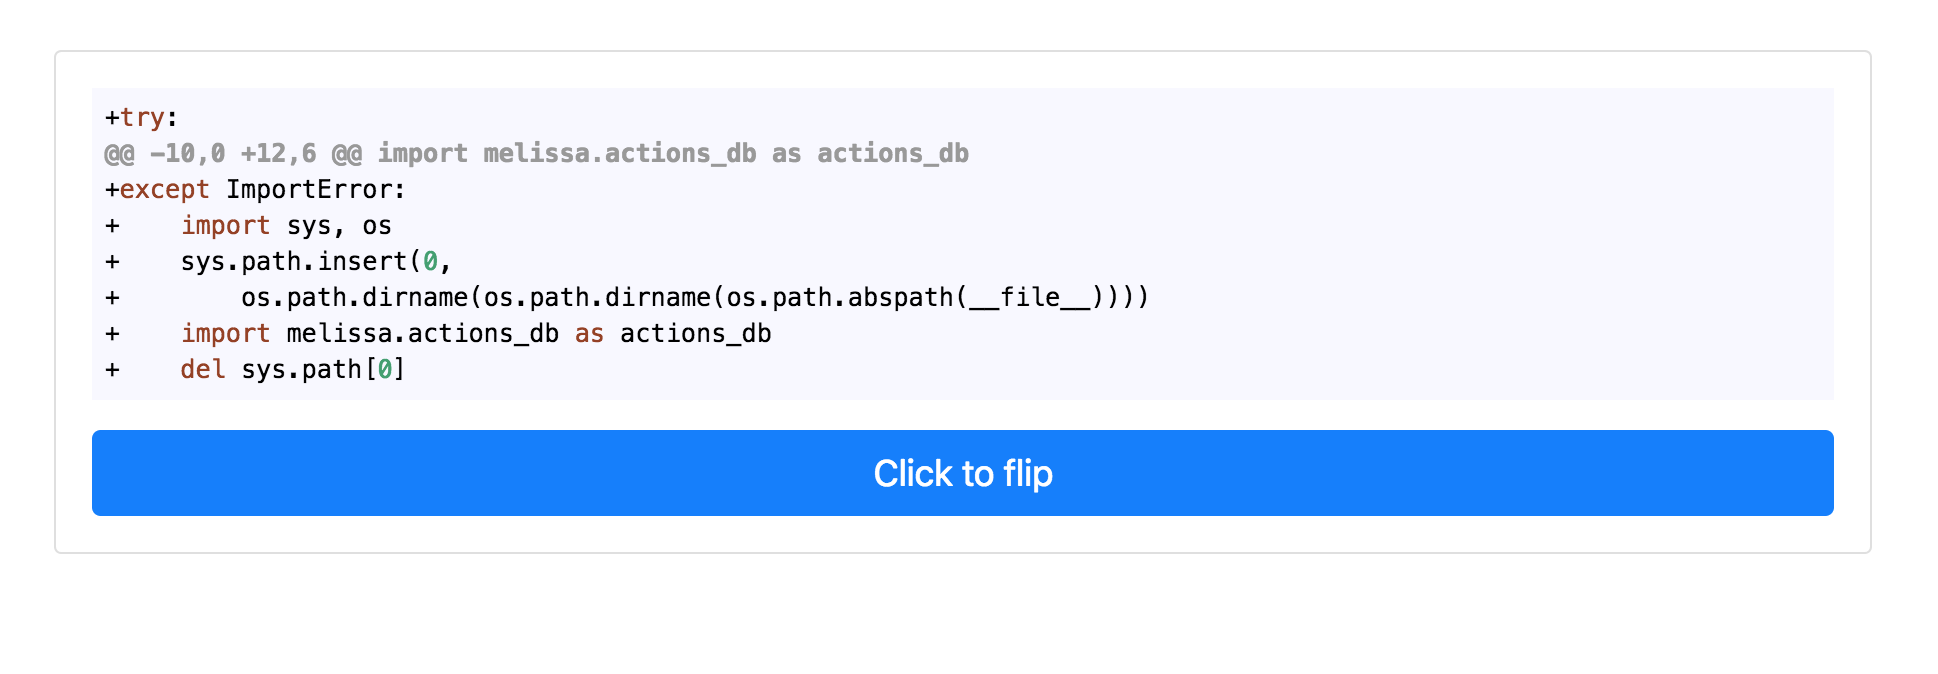 +try:
@@ -10,0 +12,6 @@ import melissa.actions_db as actions_db
+except ImportError:
+    import sys, os
+    sys.path.insert(0,
+        os.path.dirname(os.path.dirname(os.path.abspath(__file__))))
+    import melissa.actions_db as actions_db
+    del sys.path[0]
Click to flip